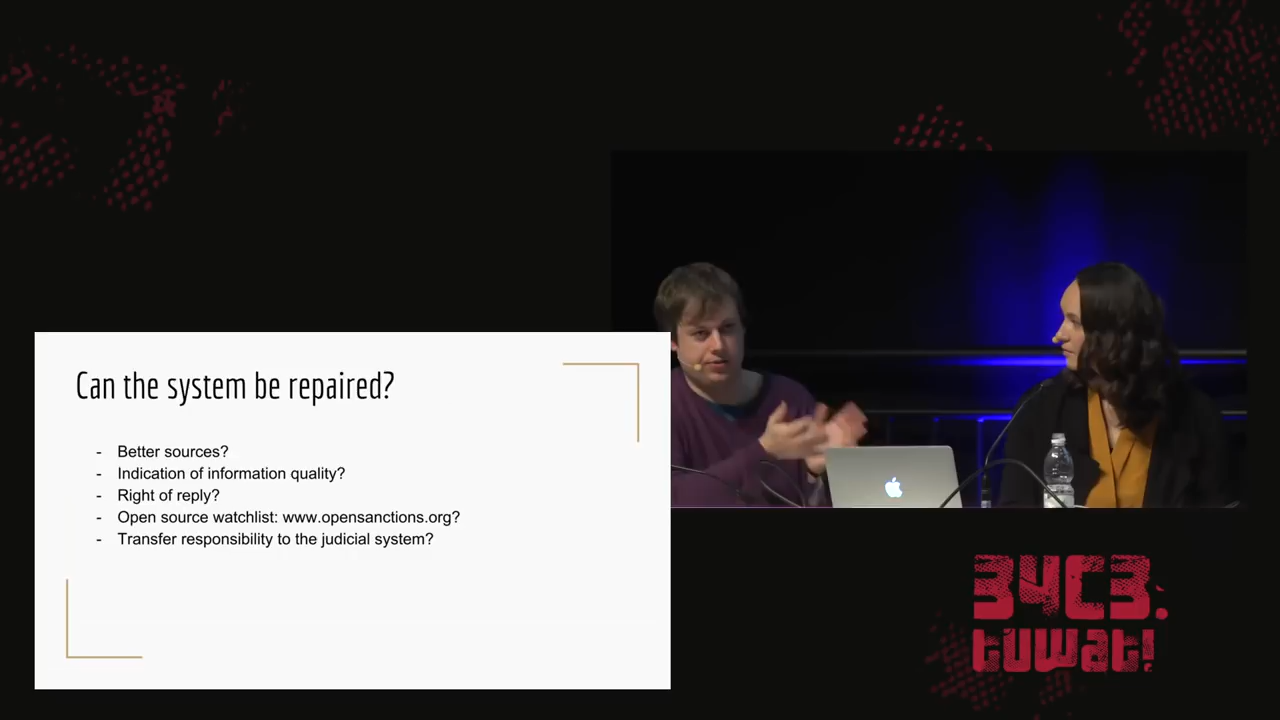 Can the system be repaired?
- Better sources?
- Indication of information quality?
- Right of reply?
- Open source watchlist: www.opensanctions.org?
- Transfer responsibility to the judicial system?
34C3.
tuwat!